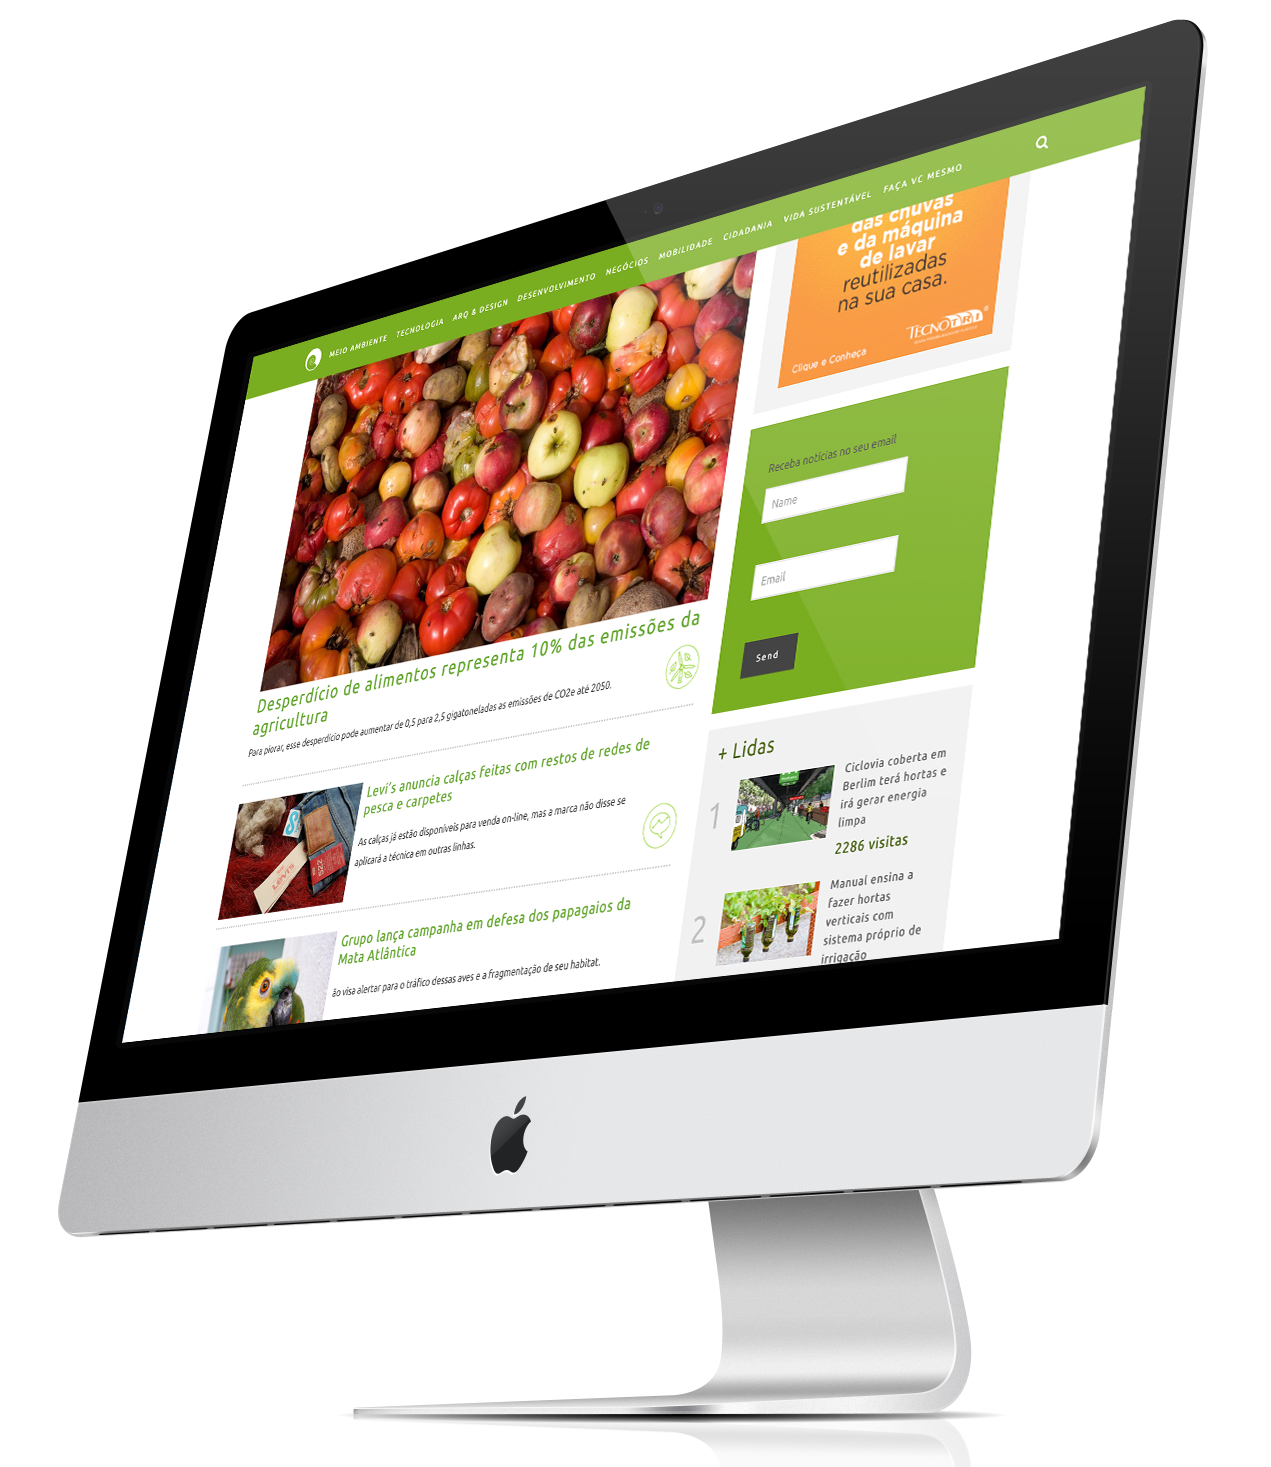 MEIO AMBIENTE TECNOLOGIA ARQ & DESIGN DESENVOLVIMENTO NEGÓCIOS MOBILIDADE CIDADANIA VIDA SUSTENTÁVEL FAÇA VC MESMO
Desperdício de alimentos representa 10% das emissões da
agricultura
Para piorar, esse desperdício pode aumentar de 0,5 para 2,5 gigatoneladas as emissões de CO2e até 2050.
Levi's anuncia calças feitas com restos de redes de
pesca e carpetes
As calças já estão disponíveis para venda on-line, mas a marca não disse se
aplicará a técnica em outras linhas.
LEVI'S
522
Grupo lança campanha em defesa dos papagaios da
Mata Atlântica
ão visa alertar para o tráfico dessas aves e a fragmentação de seu habitat.
das chuvas
e da máquina
de lavar
reutilizadas
na sua casa.
TECNOTRI
Clique e Conheça
Receba notícias no seu email
Name
Email
Send
+ Lidas
1
Ciclovia coberta em
Berlim terá hortas e
irá gerar energia
limpa
2286 visitas
2
Manual ensina a
fazer hortas
verticais com
sistema próprio de
irrigação